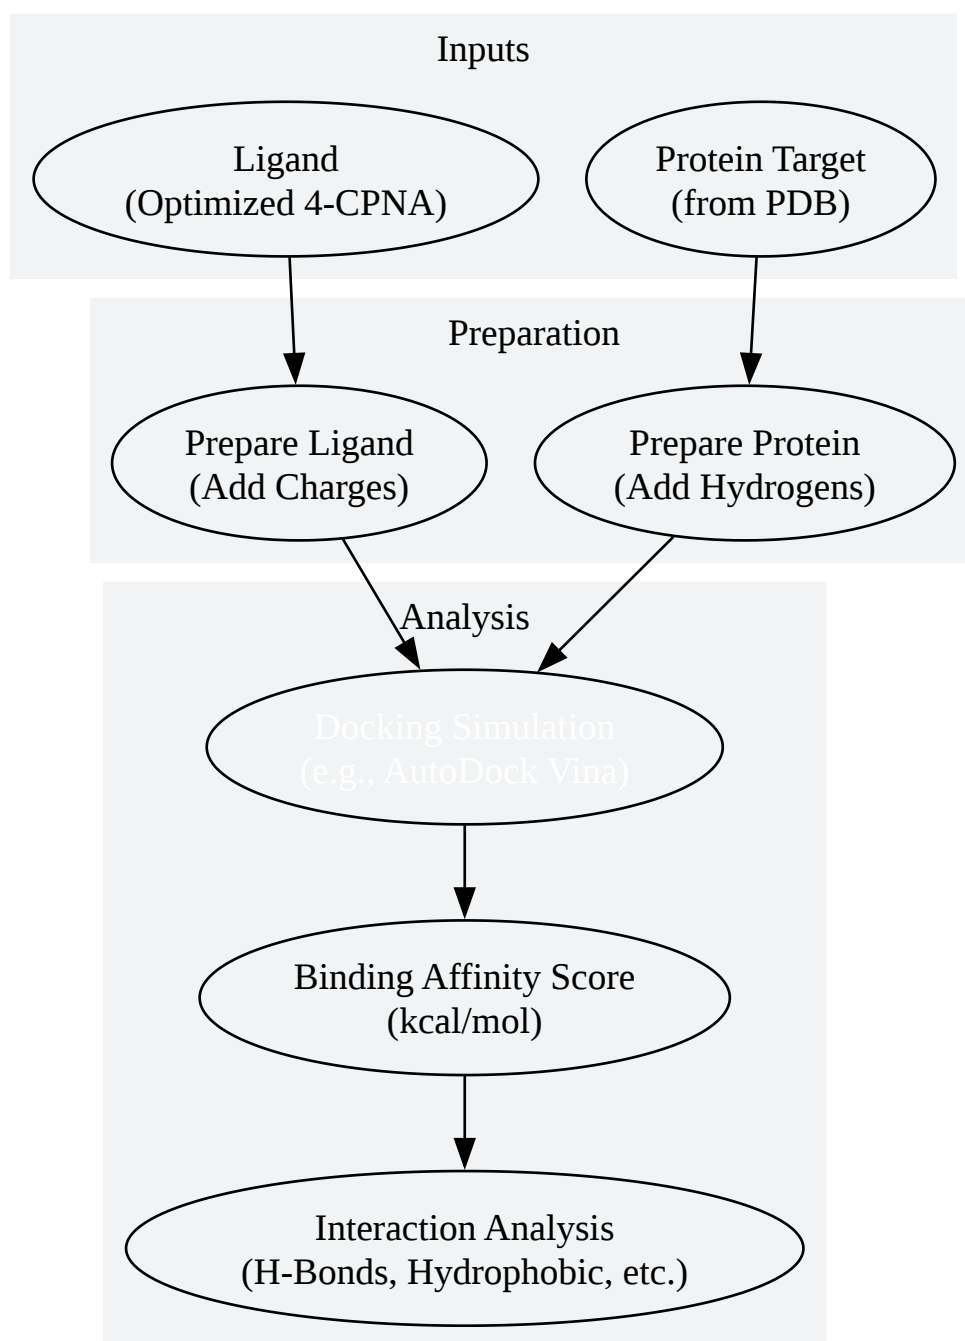 Inputs
Ligand
(Optimized 4-CPNA)
Protein Target
(from PDB)
Preparation
Prepare Ligand
(Add Charges)
Prepare Protein
(Add Hydrogens)
Analysis
Docking Simulation
(e.g., AutoDock Vina)
Binding Affinity Score
(kcal/mol)
Interaction Analysis
(H-Bonds, Hydrophobic, etc.)